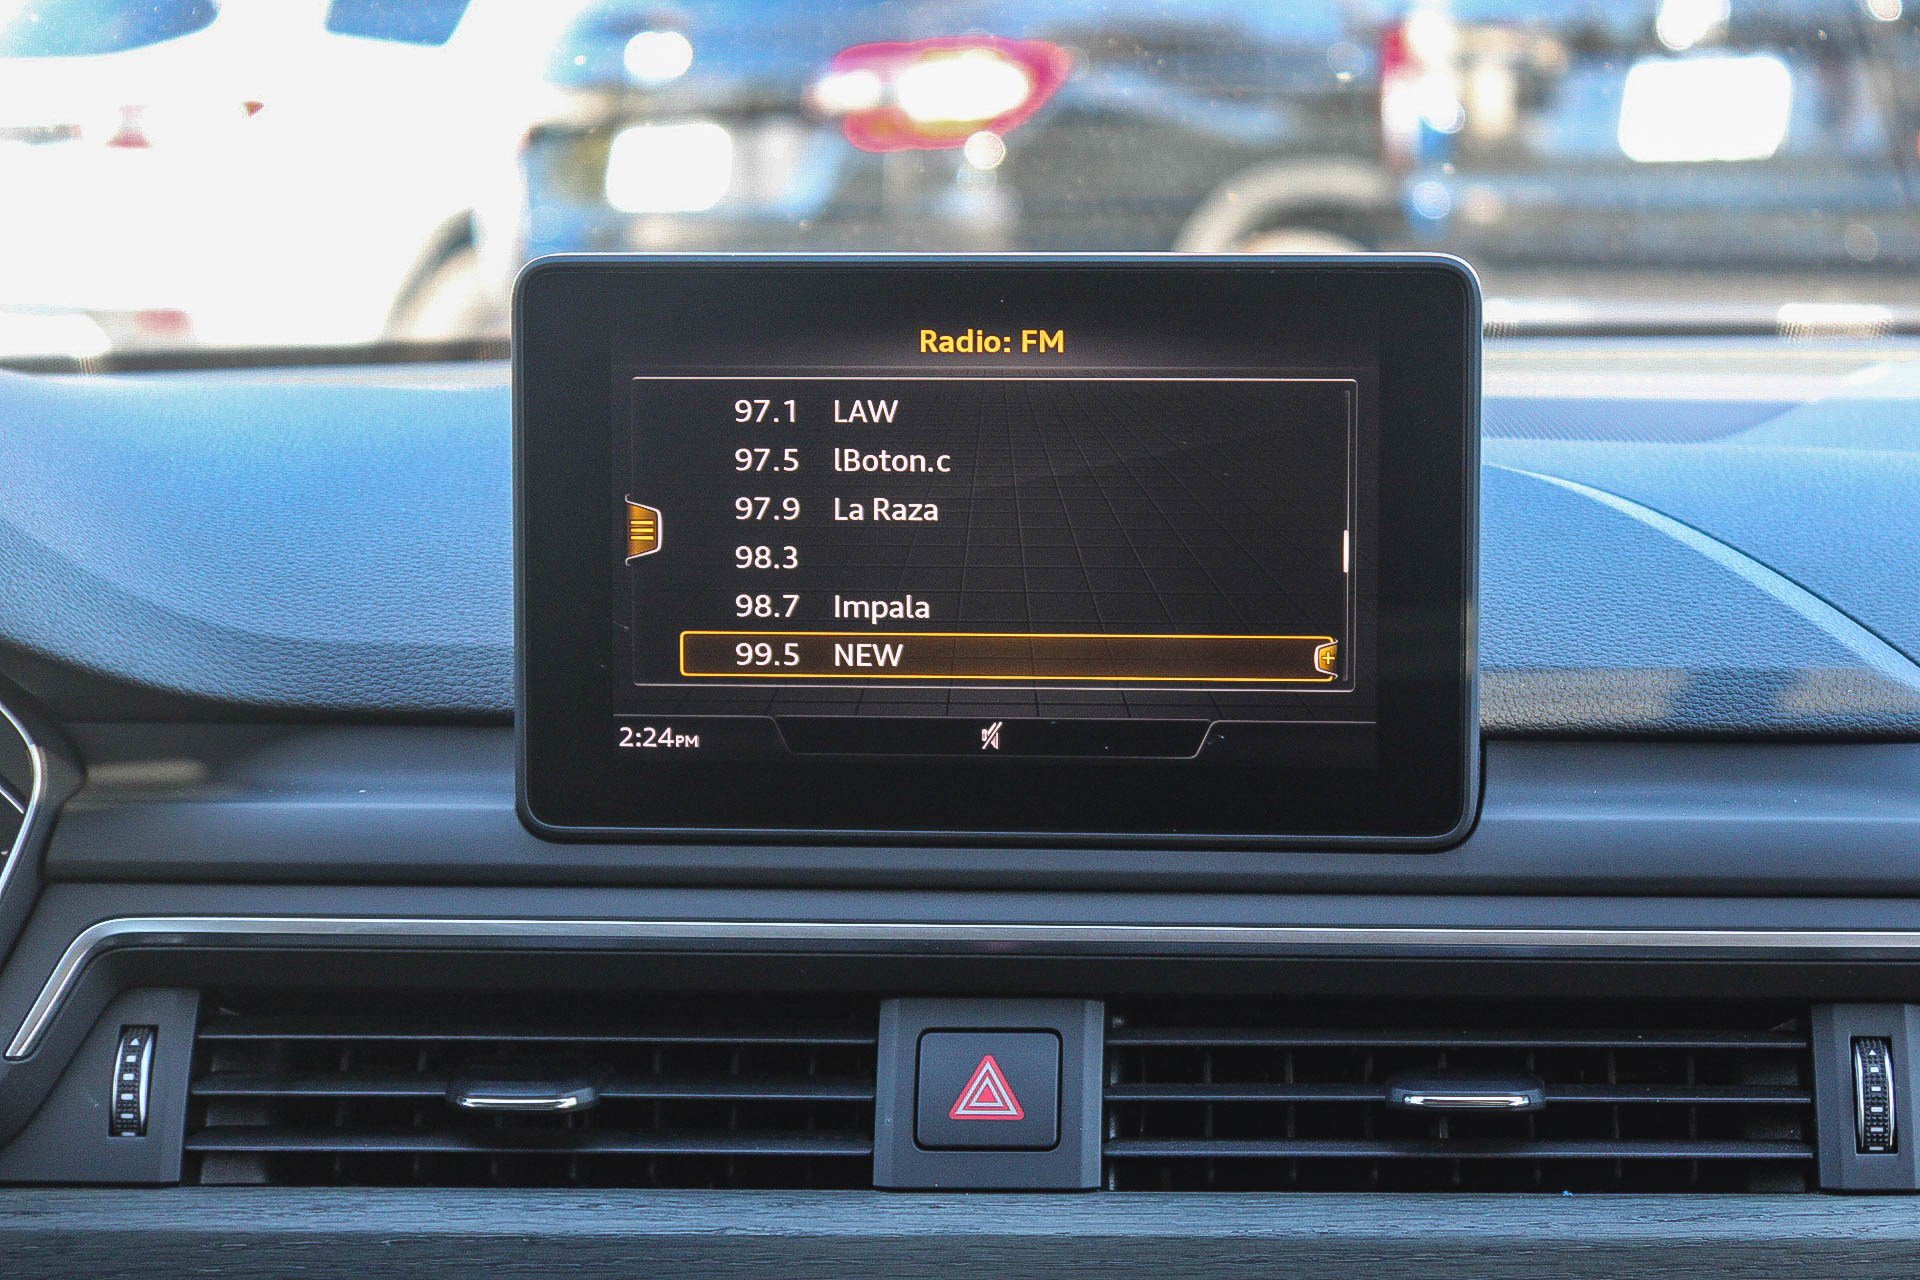 Radio: FM
97.1 LAW
97.5 lBoton.c
97.9 La Raza
98.3
98.7 Impala
99.5 NEW
2:24PM